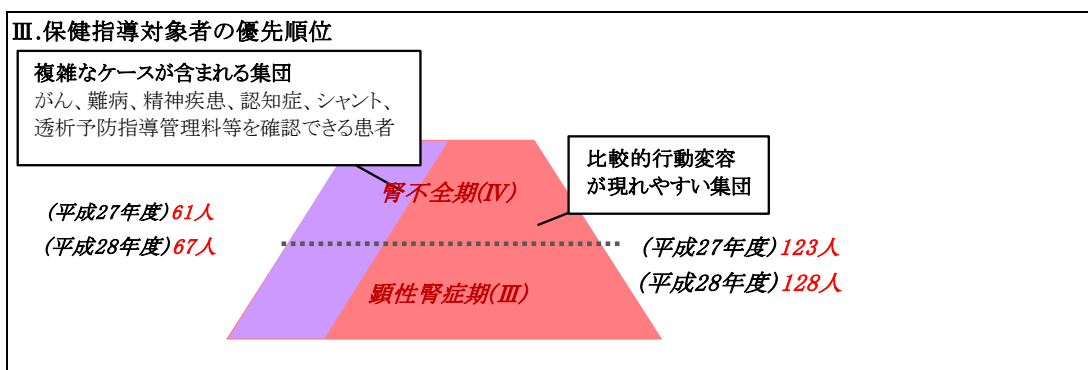 Ⅲ.保健指導対象者の優先順位
複雑なケースが含まれる集団
がん、難病、精神疾患、認知症、シャント、
透析予防指導管理料等を確認できる患者
比較的行動変容
が現れやすい集団
腎不全期(Ⅳ)
(平成27年度)61人
(平成28年度)67人
(平成27年度)123人
(平成28年度)128人
顕性腎症期(Ⅲ)